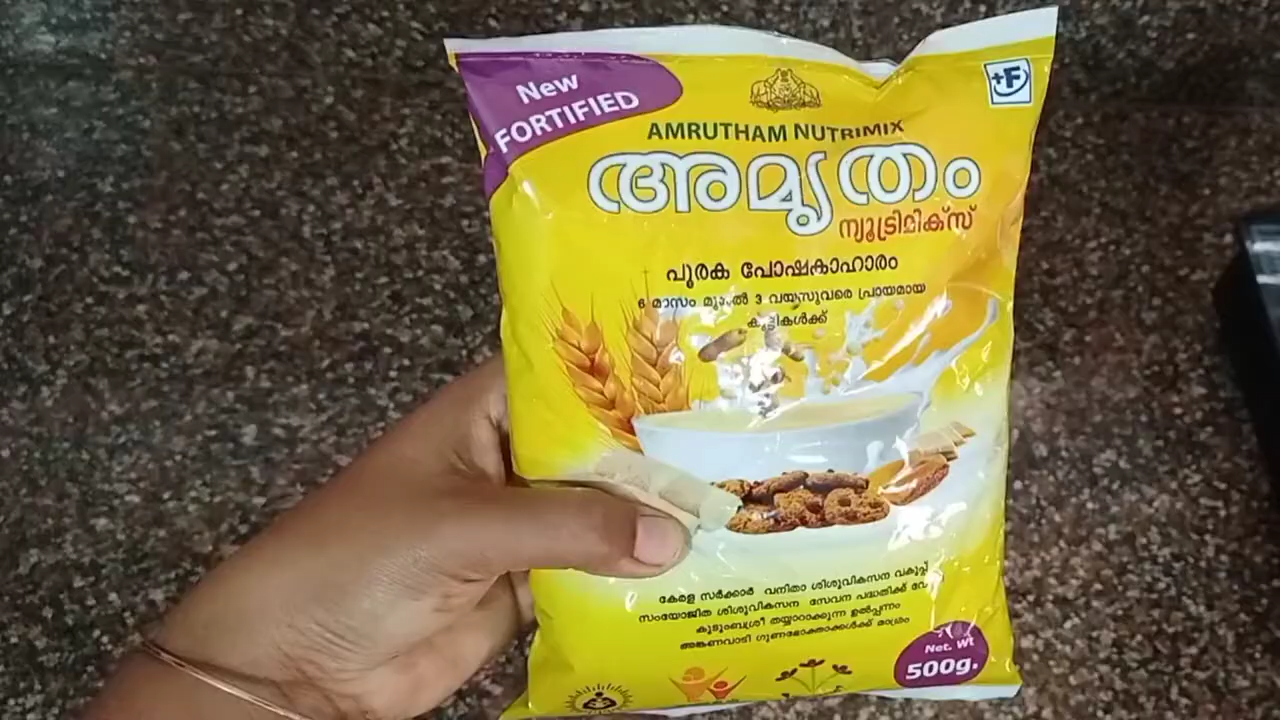 New
FORTIFIED
+F
AMRUTHAM NUTRIMIX
അമൃതം
ന്യൂട്രിമിക്സ്
പൂരക പോഷകാഹാരം
6 മാസം മുതൽ 3 വയസുവരെ പ്രായമായ
കുട്ടികൾക്ക്
കേരള സർക്കാർ വനിതാ ശിശുവികസന വകുപ്പ്
സംയോജിത ശിശുവികസന സേവന പദ്ധതിക്ക് വേ
കുടുംബശ്രീ തയ്യാറാക്കുന്ന ഉൽപ്പന്നം
അങ്കണവാടി ഗുണഭോക്താക്കൾക്ക് മാത്രം
Net. Wt
500g.